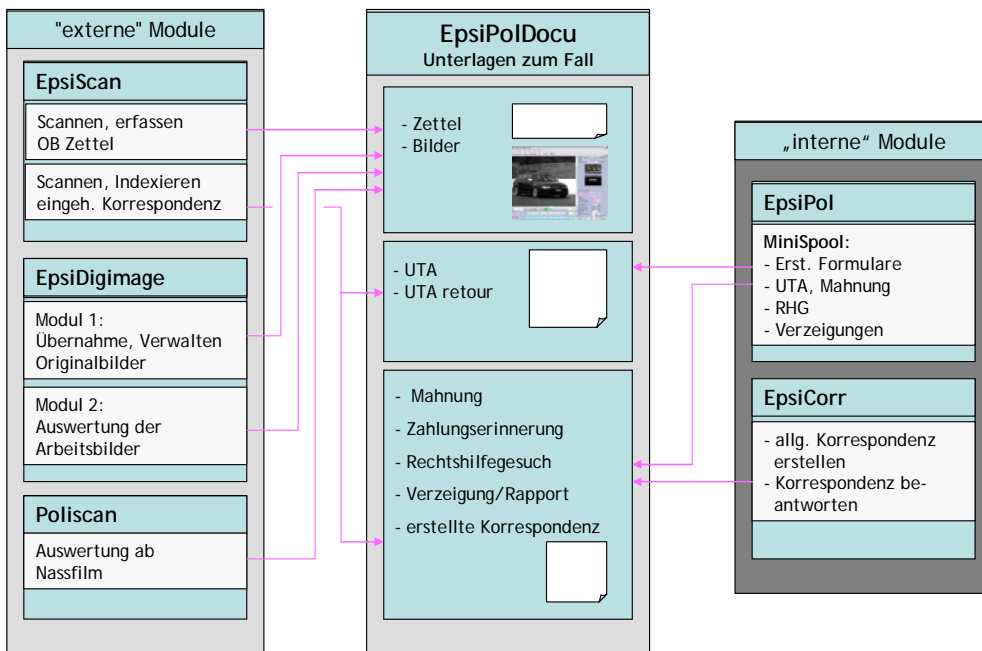 "externe" Module
EpsiScan
Scannen, erfassen
OB Zettel
Scannen, Indexieren
eingeh. Korrespondenz
EpsiDigimage
Modul 1:
Übernahme, Verwalten
Originalbilder
Modul 2:
Auswertung der
Arbeitsbilder
Poliscan
Auswertung ab
Nassfilm
EpsiPolDocu
Unterlagen zum Fall
- Zettel
- Bilder
- UTA
- UTA retour
- Mahnung
- Zahlungserinnerung
- Rechtshilfegesuch
- Verzeigung/Rapport
- erstellte Korrespondenz
„interne“ Module
EpsiPol
MiniSpool:
- Erst. Formulare
- UTA, Mahnung
- RHG
- Verzeigungen
EpsiCorr
- allg. Korrespondenz
erstellen
- Korrespondenz be-
antworten